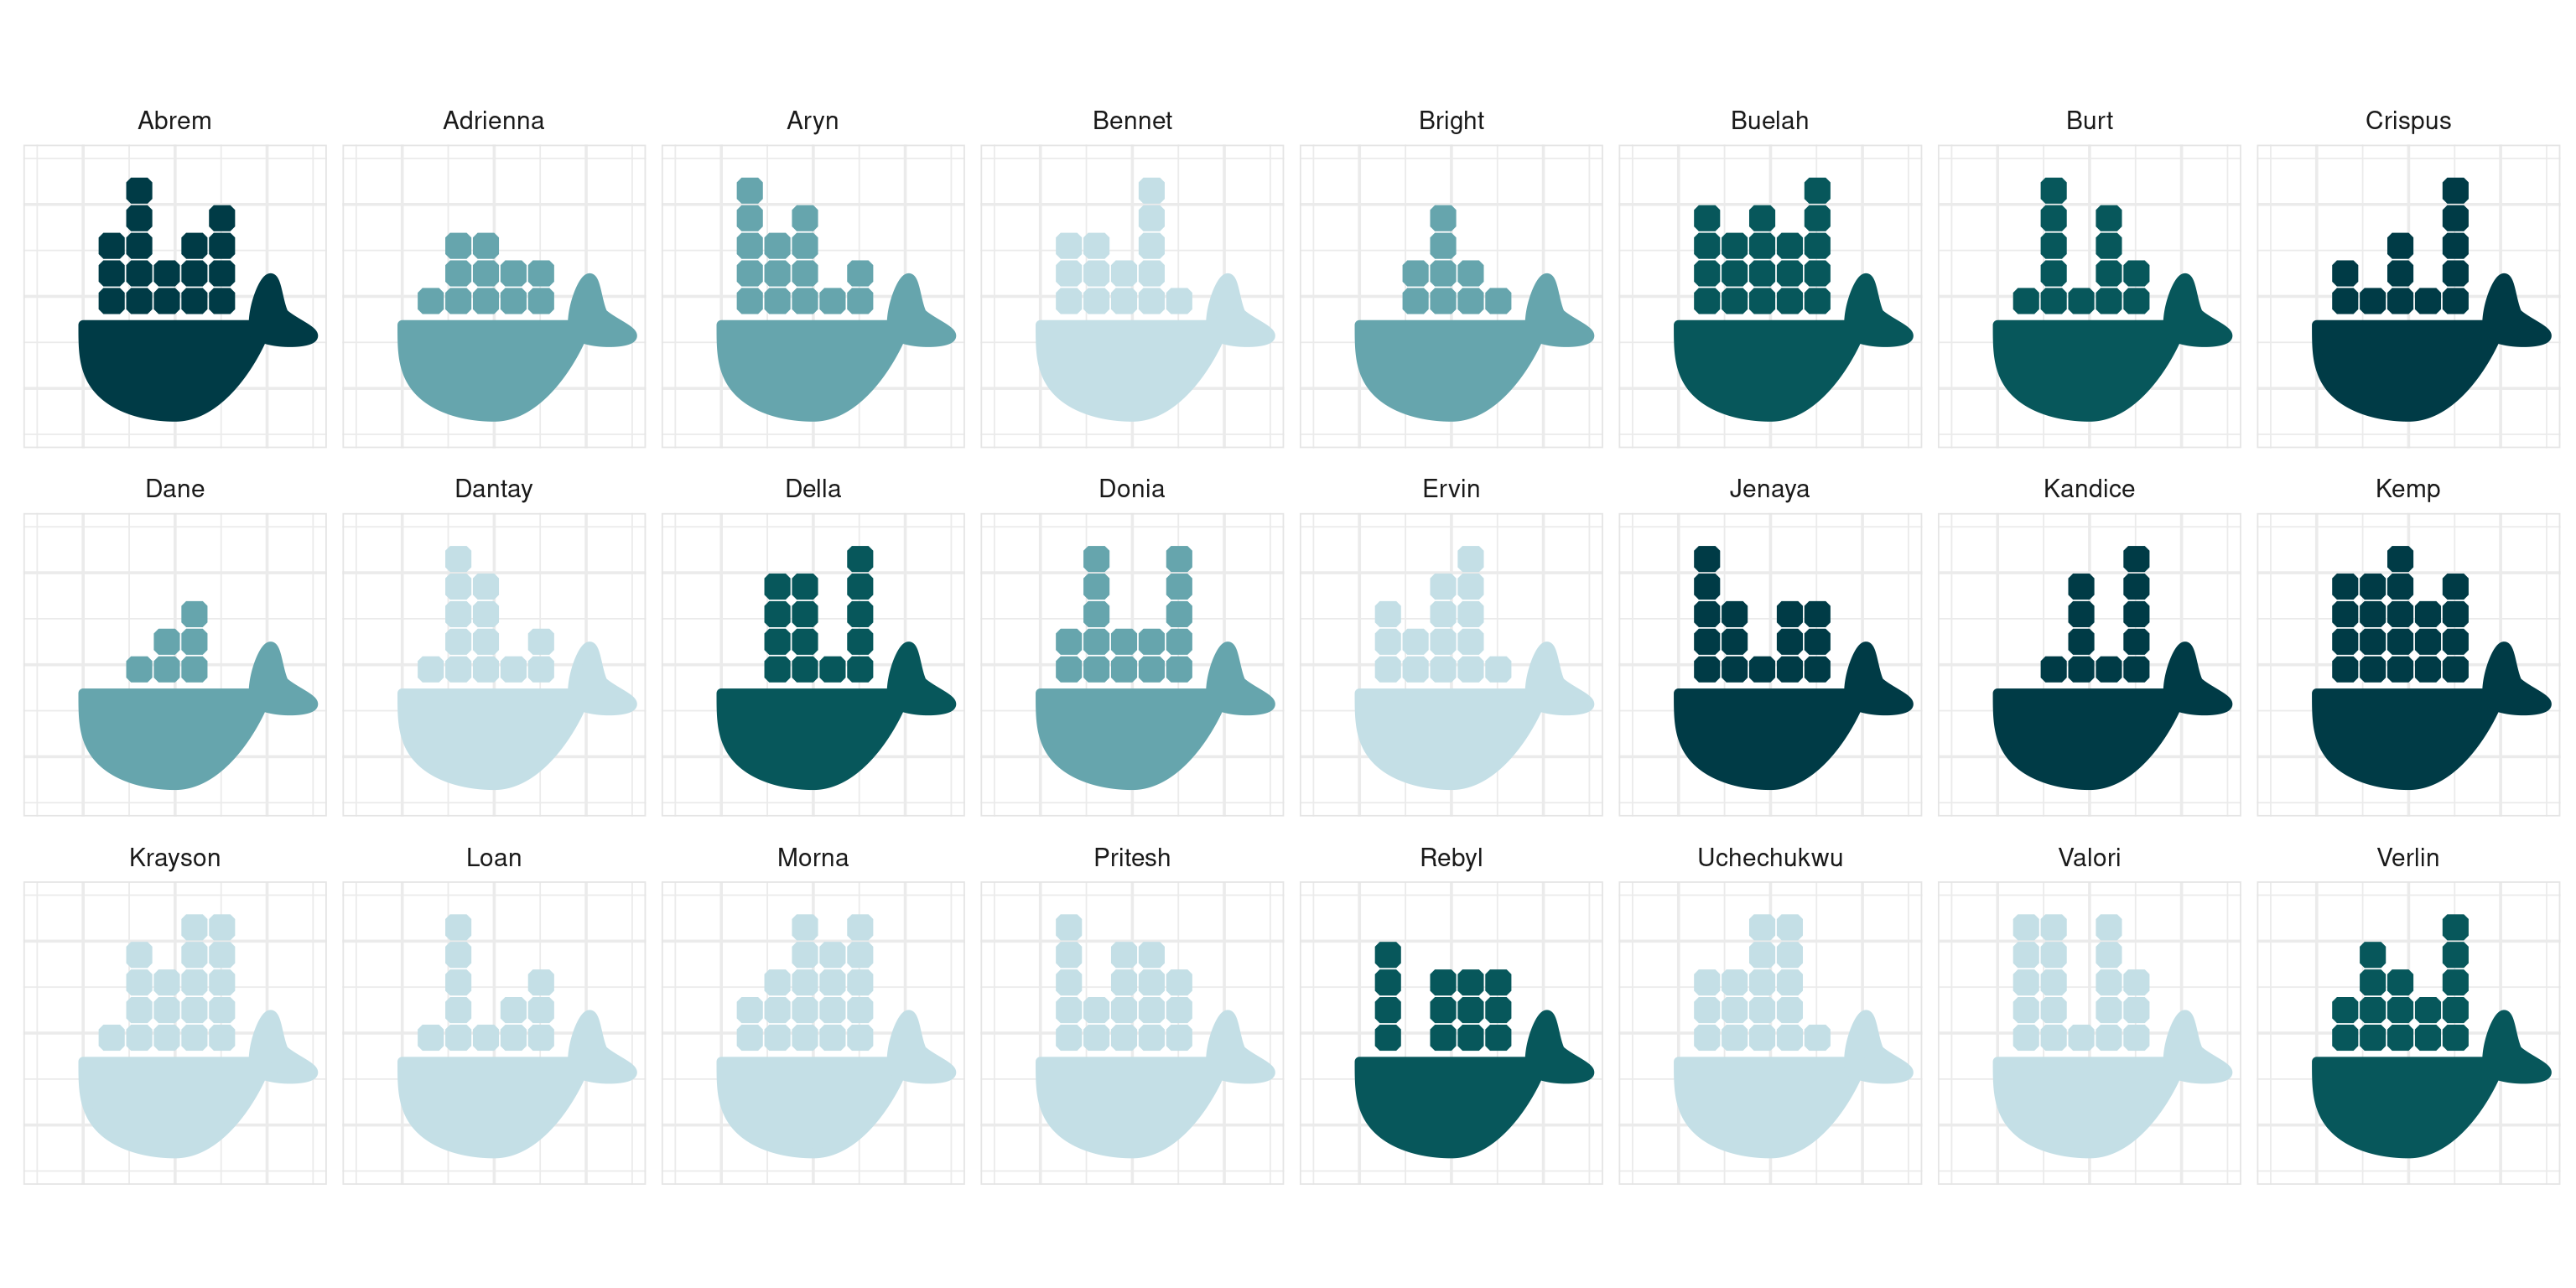 Abrem Adrienna Aryn Bennet Bright Buelah Burt Crispus
Dane Dantay Della Donia Ervin Jenaya Kandice Kemp
Krayson Loan Morna Pritesh Rebyl Uchechukwu Valori Verlin